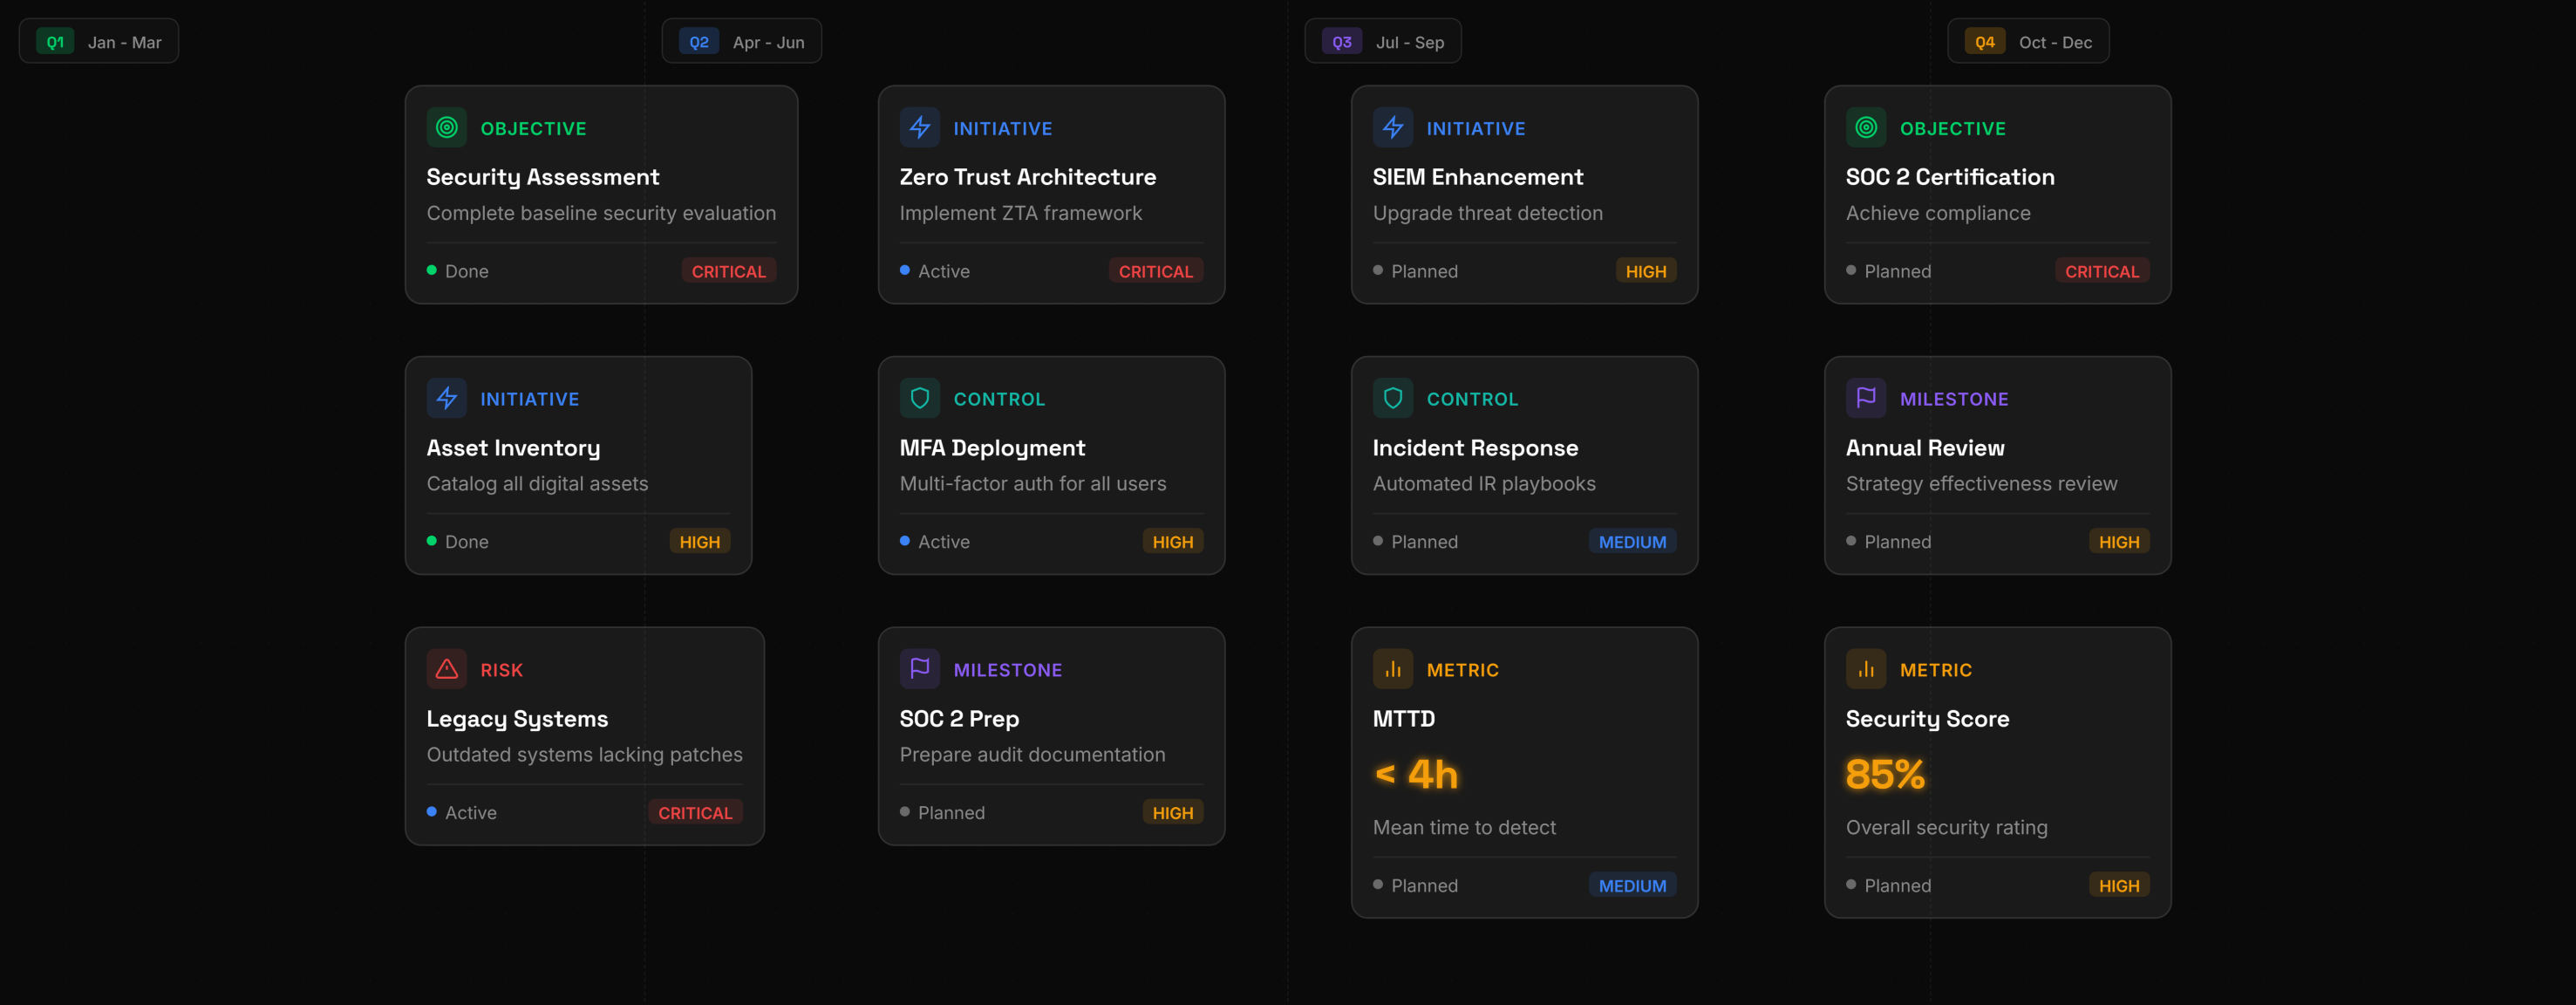 Q1 Jan - Mar
Q2 Apr - Jun
Q3 Jul - Sep
Q4 Oct - Dec
OBJECTIVE
Security Assessment
Complete baseline security evaluation
Done CRITICAL
INITIATIVE
Zero Trust Architecture
Implement ZTA framework
Active CRITICAL
INITIATIVE
SIEM Enhancement
Upgrade threat detection
Planned HIGH
OBJECTIVE
SOC 2 Certification
Achieve compliance
Planned CRITICAL
INITIATIVE
Asset Inventory
Catalog all digital assets
Done HIGH
CONTROL
MFA Deployment
Multi-factor auth for all users
Active HIGH
CONTROL
Incident Response
Automated IR playbooks
Planned MEDIUM
MILESTONE
Annual Review
Strategy effectiveness review
Planned HIGH
RISK
Legacy Systems
Outdated systems lacking patches
Active CRITICAL
MILESTONE
SOC 2 Prep
Prepare audit documentation
Planned HIGH
METRIC
MTTD
< 4h
Mean time to detect
Planned MEDIUM
METRIC
Security Score
85%
Overall security rating
Planned HIGH